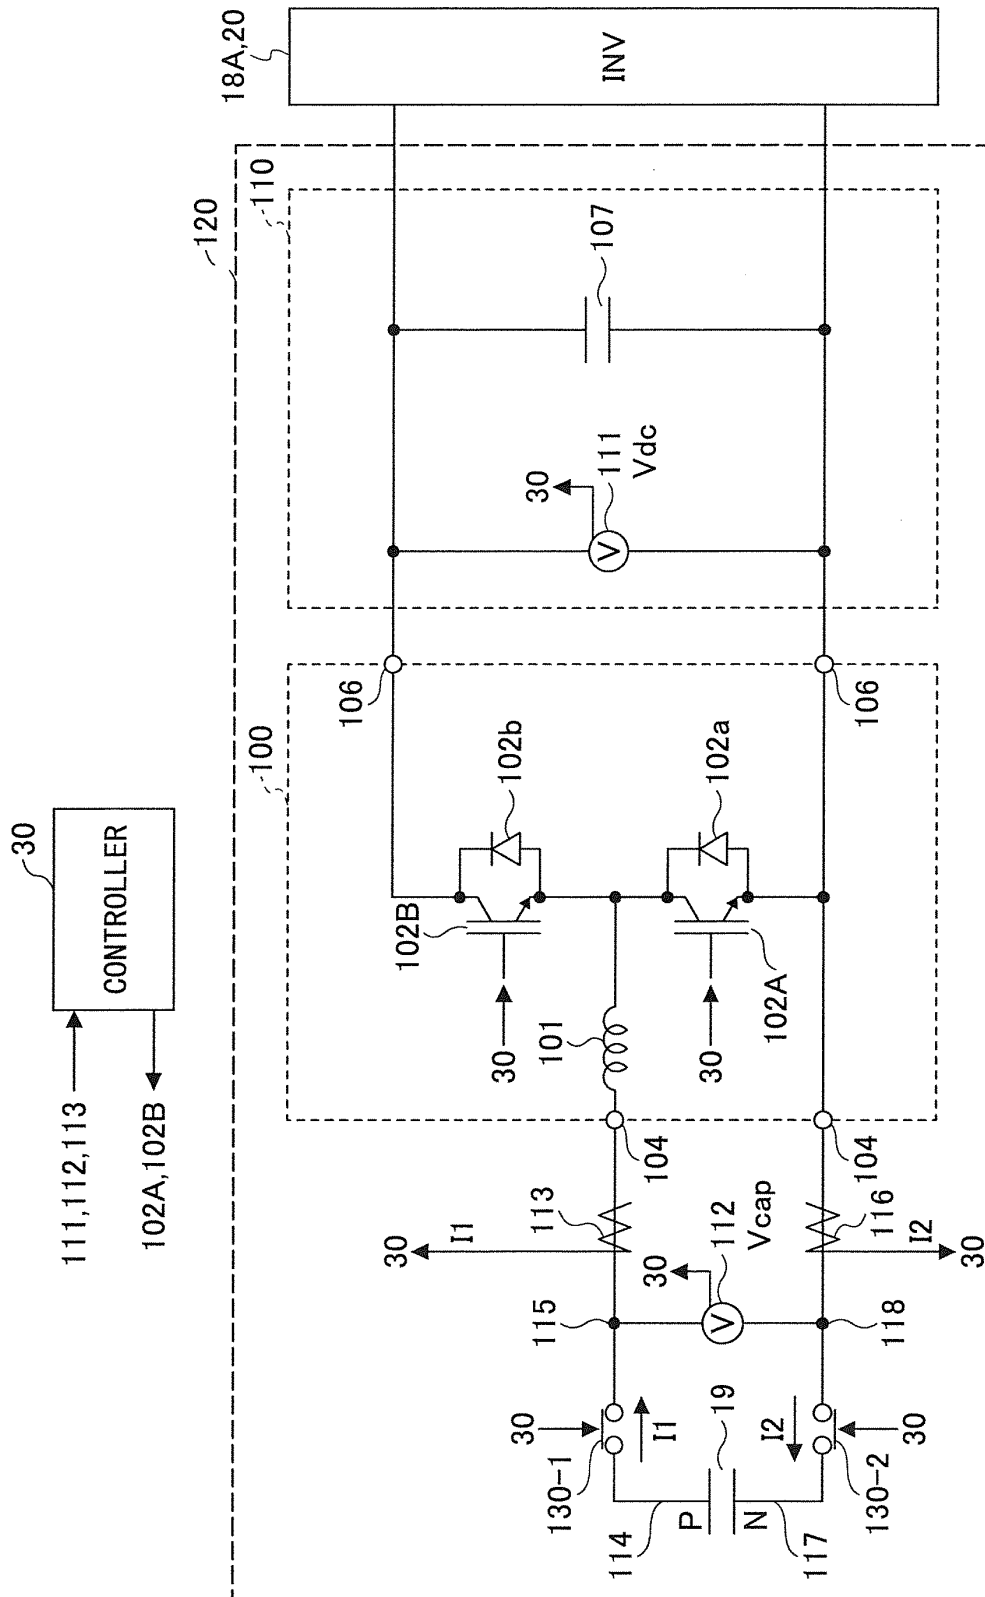 30
CONTROLLER
111,112,113
102A,102B
120
18A,20
INV
100
110
106
106
102B
102b
102a
102A
30
30
101
104
104
107
30
111
Vdc
V
30
I1
113
115
30
112
Vcap
V
116
I2
30
118
30
130-1
I1
I2
19
30
130-2
114
P
N
117